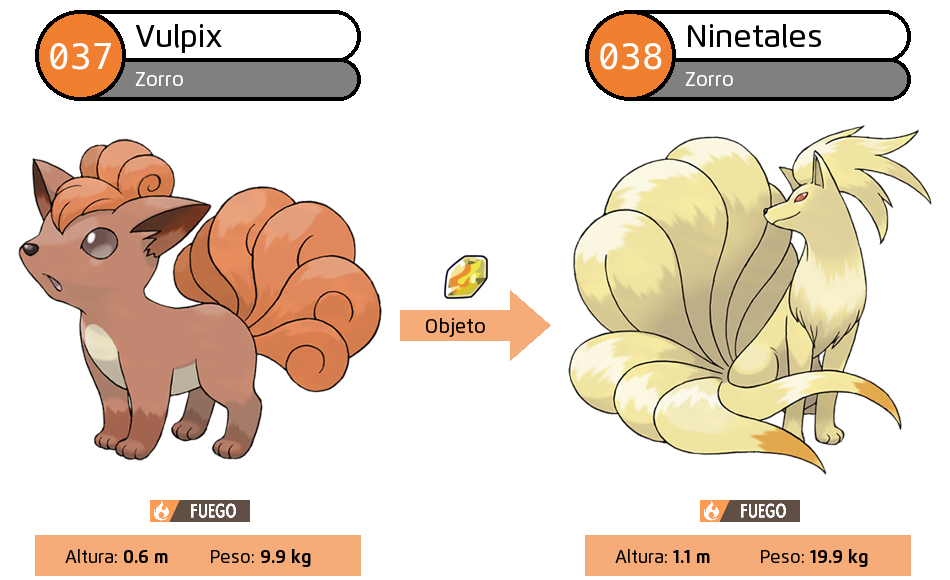 037
Vulpix
Zorro
038
Ninetales
Zorro
Objeto
FUEGO
FUEGO
Altura: 0.6 m Peso: 9.9 kg
Altura: 1.1 m Peso: 19.9 kg